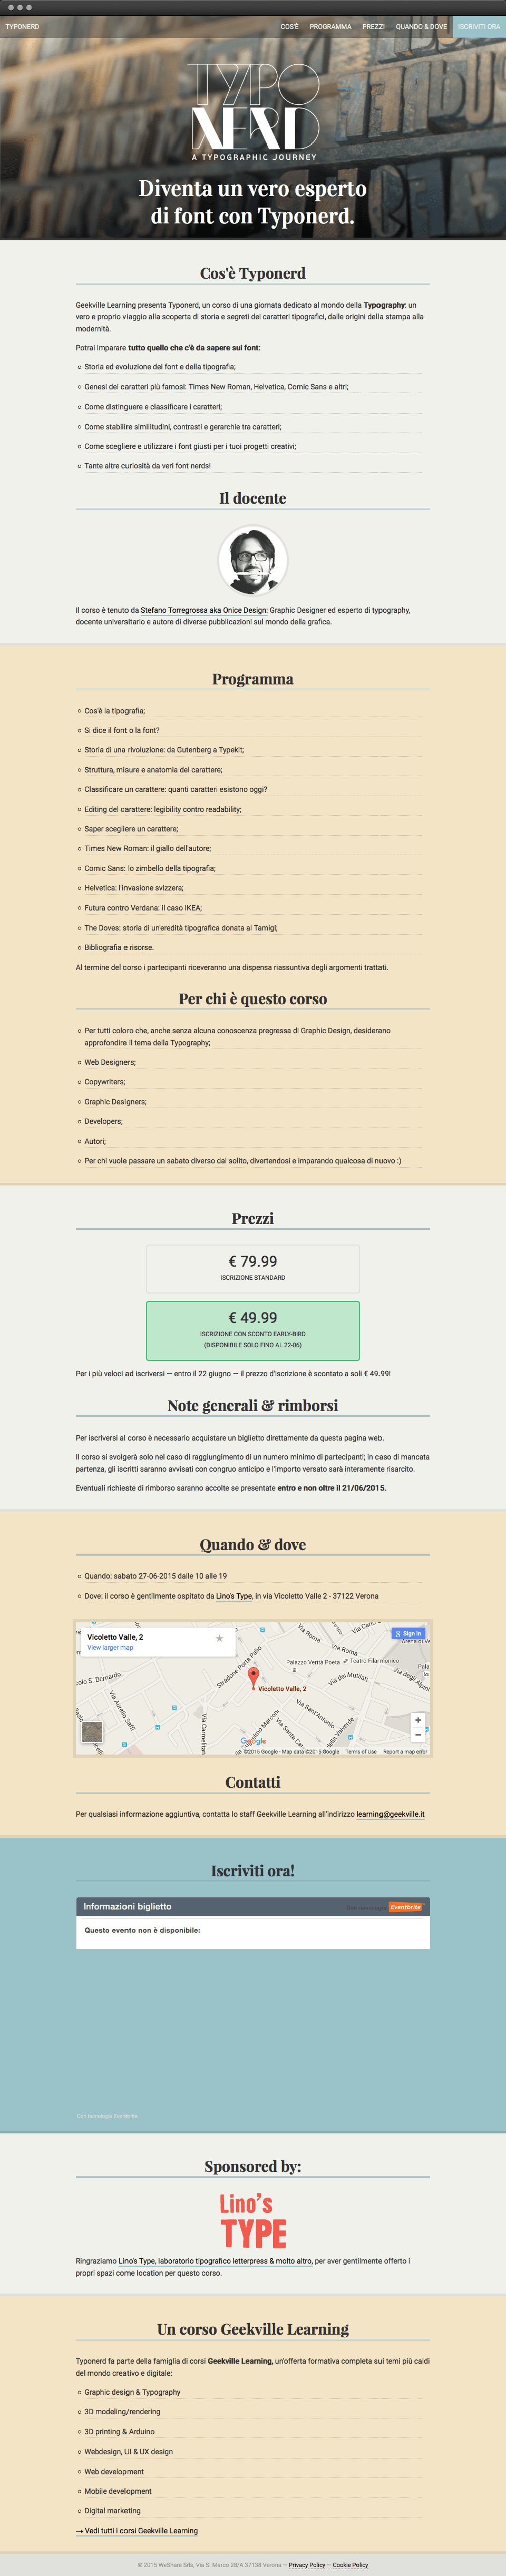 TYPONERD
COS'È
PROGRAMMA
PREZZI
QUANDO & DOVE
ISCRIVITI ORA
TYPO
NERD
A TYPOGRAPHIC JOURNEY
Diventa un vero esperto
di font con Typonerd.
Cos'è Typonerd
Geekville Learning presenta Typonerd, un corso di una giornata dedicato al mondo della Typography: un
vero e proprio viaggio alla scoperta di storia e segreti dei caratteri tipografici, dalle origini della stampa alla
modernità.
Potrai imparare tutto quello che c'è da sapere sui font:
Storia ed evoluzione dei font e della tipografia;
Genesi dei caratteri più famosi: Times New Roman, Helvetica, Comic Sans e altri;
Come distinguere e classificare i caratteri;
Come stabilire similitudini, contrasti e gerarchie tra caratteri;
Come scegliere e utilizzare i font giusti per i tuoi progetti creativi;
Tante altre curiosità da veri font nerds!
Il docente
Il corso è tenuto da Stefano Torregrossa aka Onice Design: Graphic Designer ed esperto di typography,
docente universitario e autore di diverse pubblicazioni sul mondo della grafica.
Programma
Cos'è la tipografia;
Si dice il font o la font?
Storia di una rivoluzione: da Gutenberg a Typekit;
Struttura, misure e anatomia del carattere;
Classificare un carattere: quanti caratteri esistono oggi?
Editing del carattere: legibility contro readability;
Saper scegliere un carattere;
Times New Roman: il giallo dell'autore;
Comic Sans: lo zimbello della tipografia;
Helvetica: l'invasione svizzera;
Futura contro Verdana: il caso IKEA;
The Doves: storia di un'eredità tipografica donata al Tamigi;
Bibliografia e risorse.
Al termine del corso i partecipanti riceveranno una dispensa riassuntiva degli argomenti trattati.
Per chi è questo corso
Per tutti coloro che, anche senza alcuna conoscenza pregressa di Graphic Design, desiderano
approfondire il tema della Typography;
Web Designers;
Copywriters;
Graphic Designers;
Developers;
Autori;
Per chi vuole passare un sabato diverso dal solito, divertendosi e imparando qualcosa di nuovo :)
Prezzi
€ 79.99
ISCRIZIONE STANDARD
€ 49.99
ISCRIZIONE CON SCONTO EARLY-BIRD
(DISPONIBILE SOLO FINO AL 22-06)
Per i più veloci ad iscriversi — entro il 22 giugno — il prezzo d'iscrizione è scontato a soli € 49.99!
Note generali & rimborsi
Per iscriversi al corso è necessario acquistare un biglietto direttamente da questa pagina web.
Il corso si svolgerà solo nel caso di raggiungimento di un numero minimo di partecipanti; in caso di mancata
partenza, gli iscritti saranno avvisati con congruo anticipo e l'importo versato sarà interamente risarcito.
Eventuali richieste di rimborso saranno accolte se presentate entro e non oltre il 21/06/2015.
Quando & dove
Quando: sabato 27-06-2015 dalle 10 alle 19
Dove: il corso è gentilmente ospitato da Lino's Type, in via Vicoletto Valle 2 - 37122 Verona
Vicoletto Valle, 2
View larger map
Sign in
Via Roma
Via Roma
Arena di Ve
Palazzo Verità Poeta
Teatro Filarmonico
Stradone Porta Palio
Via dei Mutilati
Via degli Alpini
colo S. Bernardo
Via Aurelio Saffi
Via Carmelitani
Vicoletto Valle, 2
Via Sant'Antonio
Google
©2015 Google - Map data ©2015 Google
Terms of Use
Report a map error
Contatti
Per qualsiasi informazione aggiuntiva, contatta lo staff Geekville Learning all'indirizzo learning@geekville.it
Iscriviti ora!
Informazioni biglietto
Eventbrite
Questo evento non è disponibile:
Con tecnologia Eventbrite
Sponsored by:
Lino's
TYPE
Ringraziamo Lino's Type, laboratorio tipografico letterpress & molto altro, per aver gentilmente offerto i
propri spazi come location per questo corso.
Un corso Geekville Learning
Typonerd fa parte della famiglia di corsi Geekville Learning, un'offerta formativa completa sui temi più caldi
del mondo creativo e digitale:
Graphic design & Typography
3D modeling/rendering
3D printing & Arduino
Webdesign, UI & UX design
Web development
Mobile development
Digital marketing
→ Vedi tutti i corsi Geekville Learning
© 2015 WeShare Srls, Via S. Marco 28/A 37138 Verona — Privacy Policy — Cookie Policy